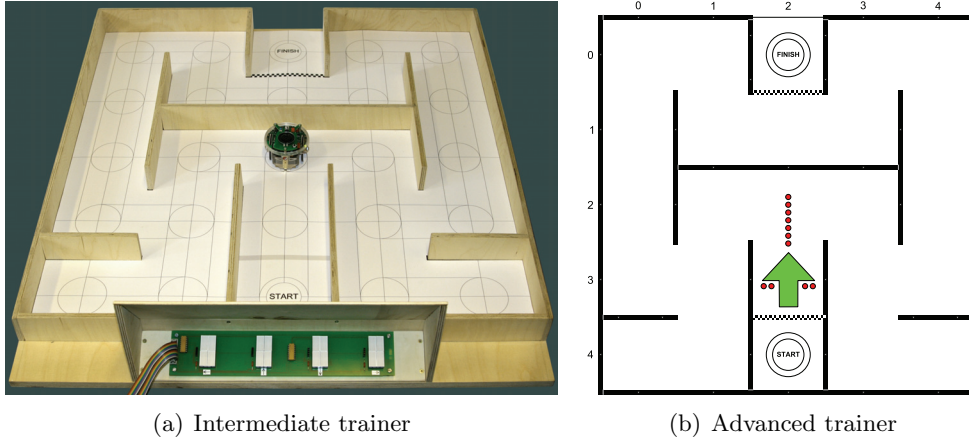 FINISH
START
0 1 2 3 4
0
FINISH
1
2
3
4
START
(a) Intermediate trainer
(b) Advanced trainer